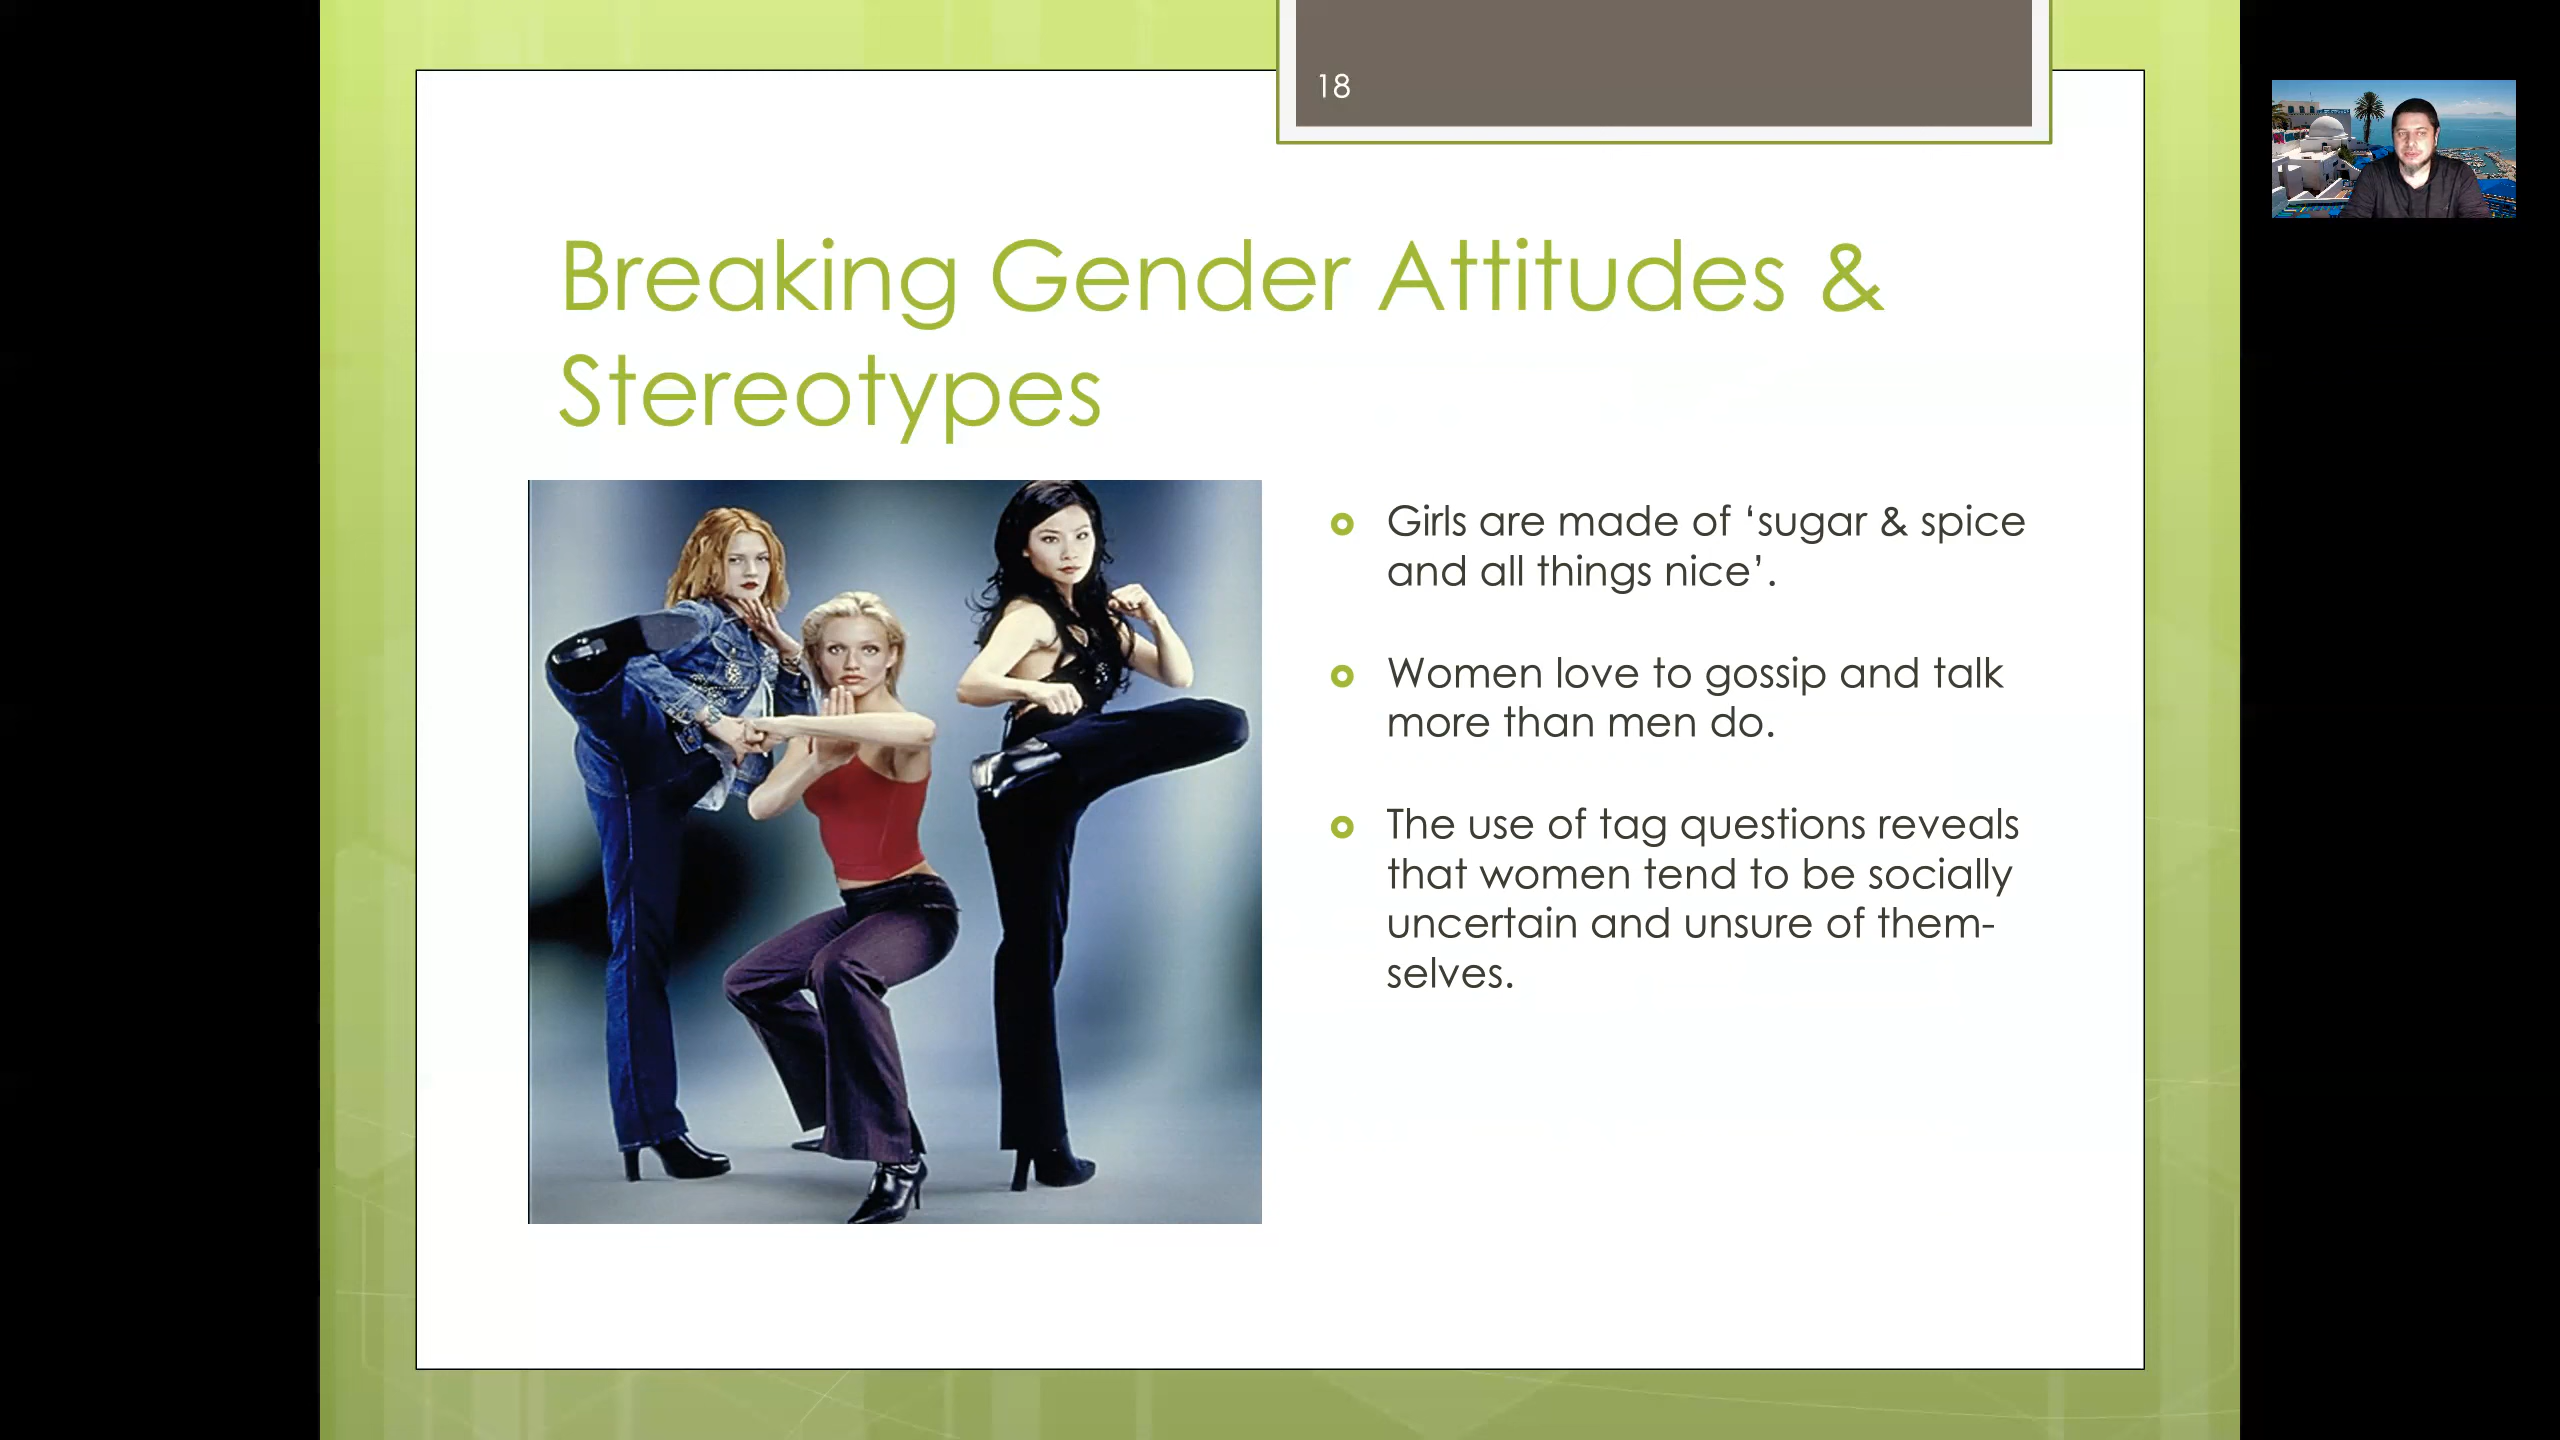 18
Breaking Gender Attitudes &
Stereotypes
Girls are made of ‘sugar & spice
and all things nice’.
Women love to gossip and talk
more than men do.
The use of tag questions reveals
that women tend to be socially
uncertain and unsure of them-
selves.